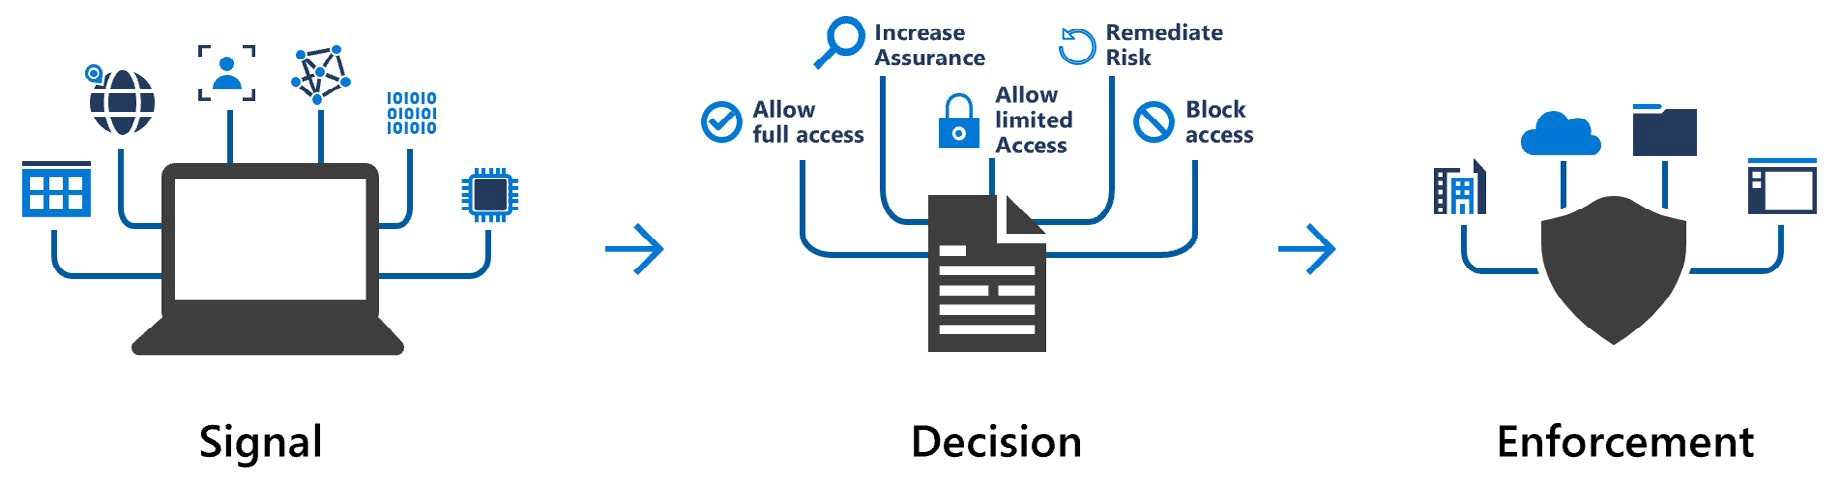 Increase
Assurance
Remediate
Risk
Allow
full access
Allow
limited
Access
Block
access
101010
010101
101010
Signal
Decision
Enforcement